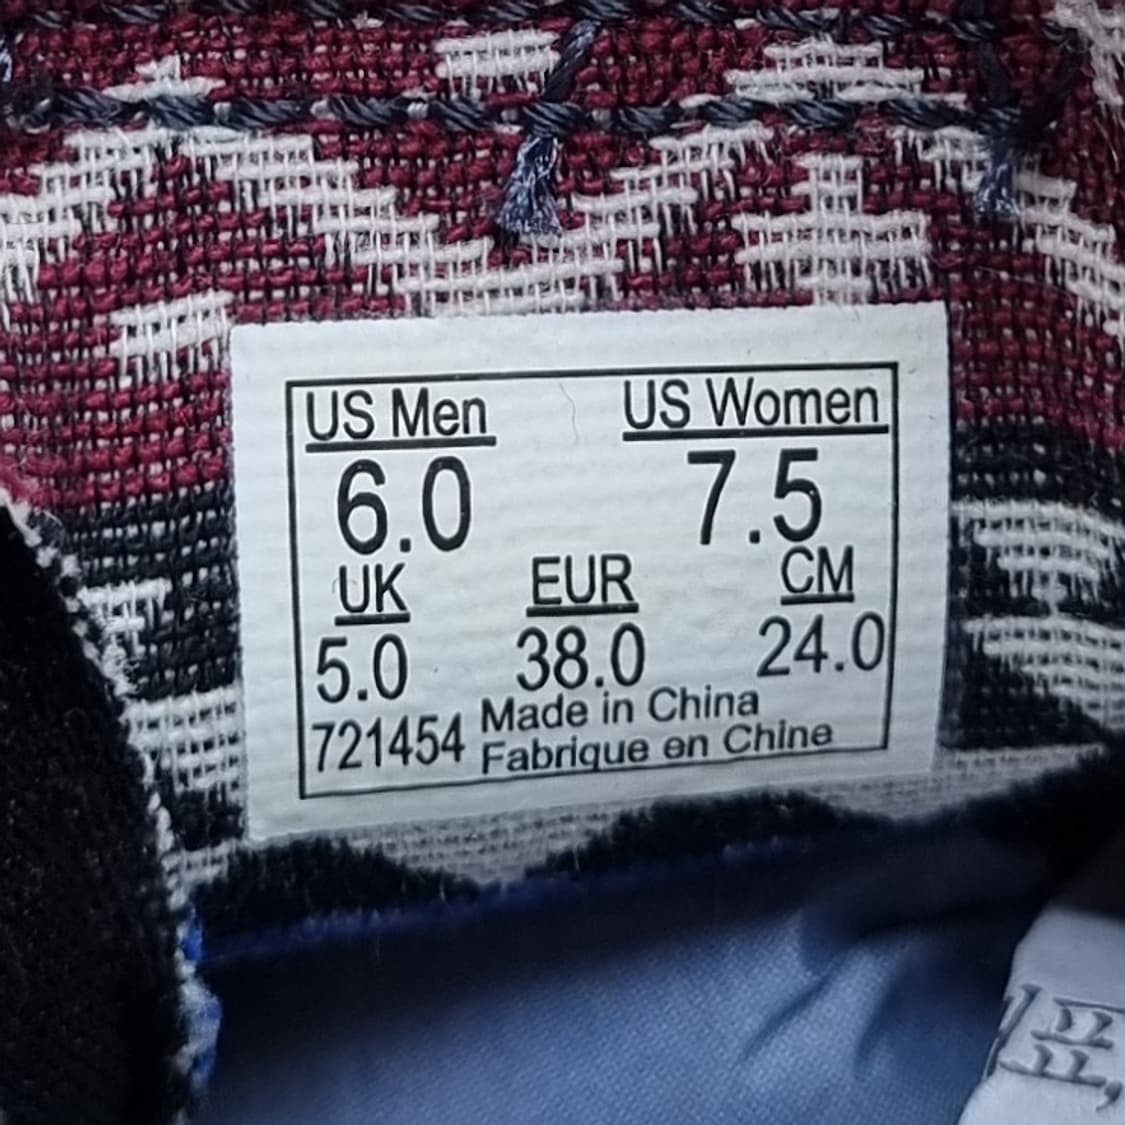 US Men US Women
6.0 7.5
UK EUR CM
5.0 38.0 24.0
721454 Made in China
Fabrique en Chine